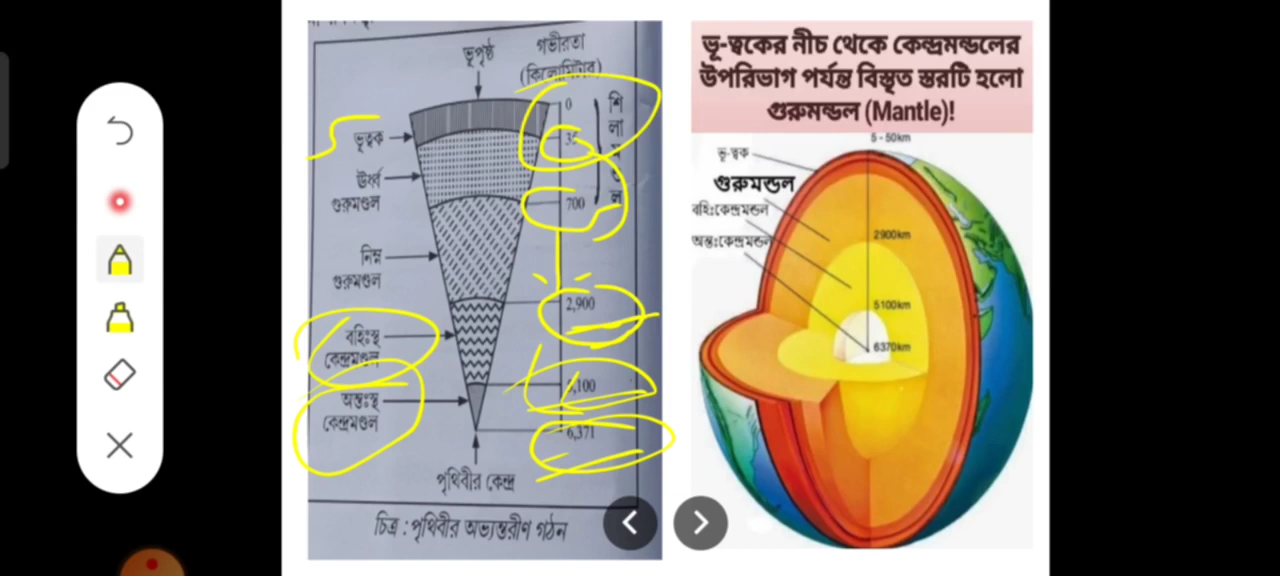 ভূপৃষ্ঠ
গভীরতা
(কিলোমিটার)
0
35
700
2,900
5,100
6,371
শি
লা
ম
ণ্ড
ল
ভূত্বক
ঊর্ধ্ব
গুরুমণ্ডল
নিম্ন
গুরুমণ্ডল
বহিঃস্থ
কেন্দ্রমণ্ডল
অন্তঃস্থ
কেন্দ্রমণ্ডল
পৃথিবীর কেন্দ্র
চিত্র : পৃথিবীর অভ্যন্তরীণ গঠন
ভূ-ত্বকের নীচ থেকে কেন্দ্রমন্ডলের
উপরিভাগ পর্যন্ত বিস্তৃত স্তরটি হলো
গুরুমন্ডল (Mantle)!
5 - 50km
ভূ-ত্বক
গুরুমন্ডল
বহিঃকেন্দ্রমন্ডল
অন্তঃকেন্দ্রমন্ডল
2900km
5100km
6370km